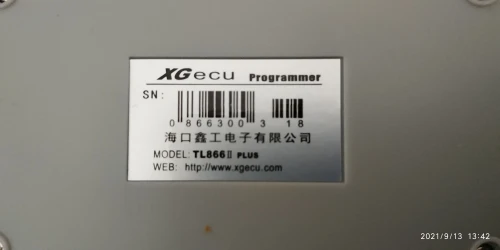 XGecu Programmer
SN:
0 866300 3 18
海口鑫工电子有限公司
MODEL: TL866Ⅱ PLUS
WEB: http://www.xgecu.com
2021/9/13 13:42